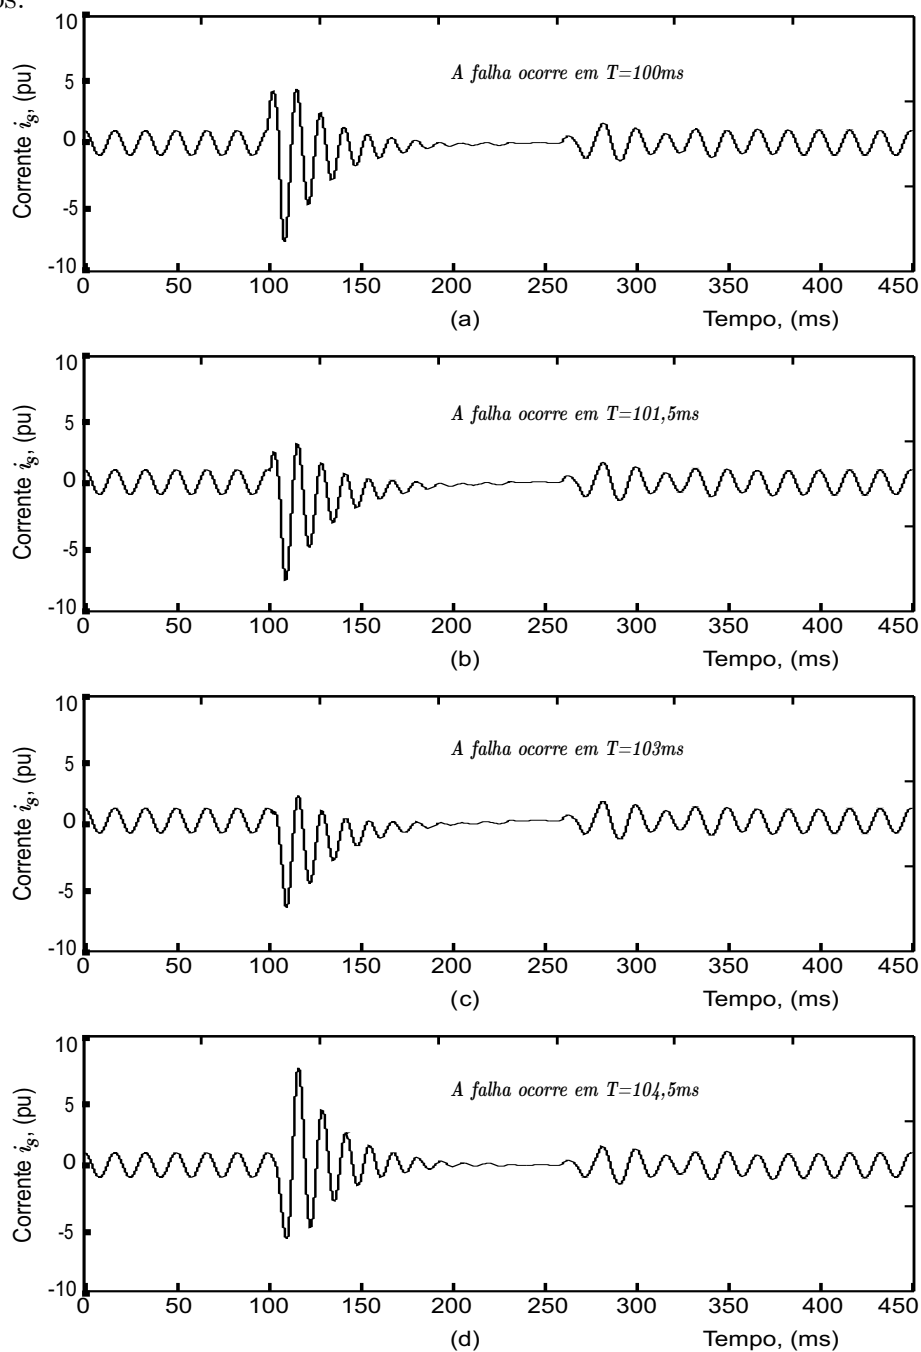 os.
10
5
0
-5
-10
Corrente i_s, (pu)
A falha ocorre em T=100ms
0 50 100 150 200 250 300 350 400 450
(a) Tempo, (ms)
10
5
0
-5
-10
Corrente i_s, (pu)
A falha ocorre em T=101,5ms
0 50 100 150 200 250 300 350 400 450
(b) Tempo, (ms)
10
5
0
-5
-10
Corrente i_s, (pu)
A falha ocorre em T=103ms
0 50 100 150 200 250 300 350 400 450
(c) Tempo, (ms)
10
5
0
-5
-10
Corrente i_s, (pu)
A falha ocorre em T=104,5ms
0 50 100 150 200 250 300 350 400 450
(d) Tempo, (ms)